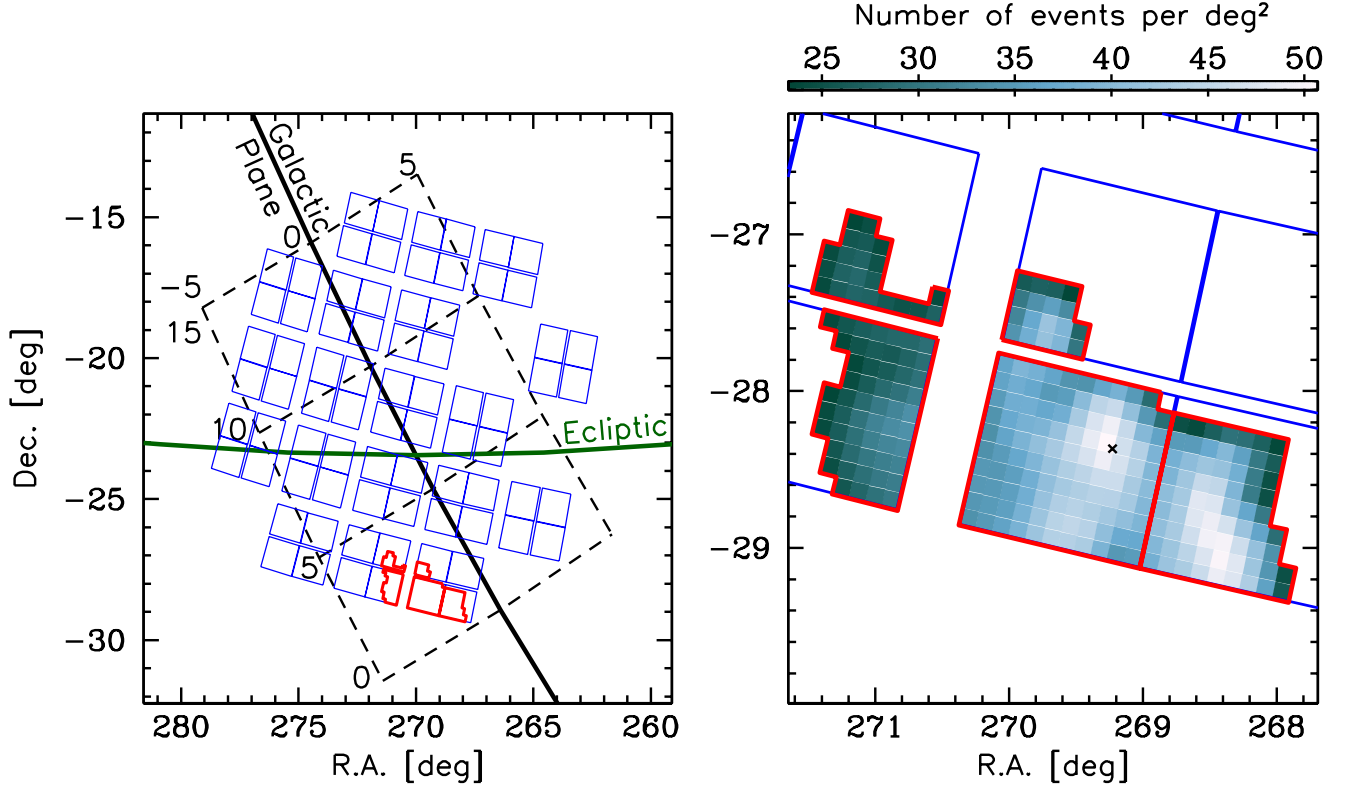 Number of events per deg²
25 30 35 40 45 50
Galactic
Plane
5
0
-5
15
10
5
0
Ecliptic
-15
-20
-25
-30
Dec. [deg]
280 275 270 265 260
R.A. [deg]
-27
-28
-29
271 270 269 268
R.A. [deg]